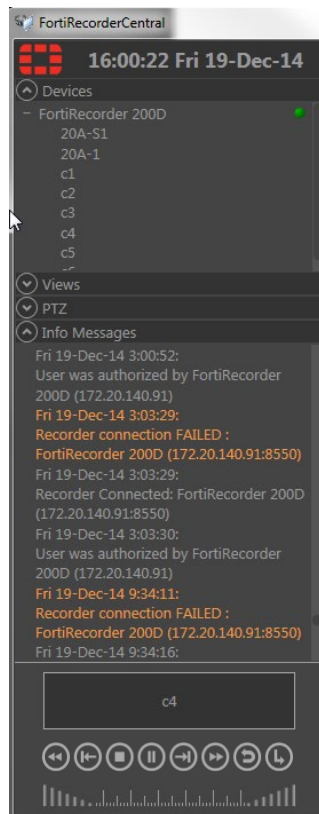 FortiRecorderCentral
16:00:22 Fri 19-Dec-14
Devices
− FortiRecorder 200D
20A-S1
20A-1
c1
c2
c3
c4
c5
Views
PTZ
Info Messages
Fri 19-Dec-14 3:00:52:
User was authorized by FortiRecorder
200D (172.20.140.91)
Fri 19-Dec-14 3:03:29:
Recorder connection FAILED :
FortiRecorder 200D (172.20.140.91:8550)
Fri 19-Dec-14 3:03:29:
Recorder Connected: FortiRecorder 200D
(172.20.140.91:8550)
Fri 19-Dec-14 3:03:30:
User was authorized by FortiRecorder
200D (172.20.140.91)
Fri 19-Dec-14 9:34:11:
Recorder connection FAILED :
FortiRecorder 200D (172.20.140.91:8550)
Fri 19-Dec-14 9:34:16:
c4